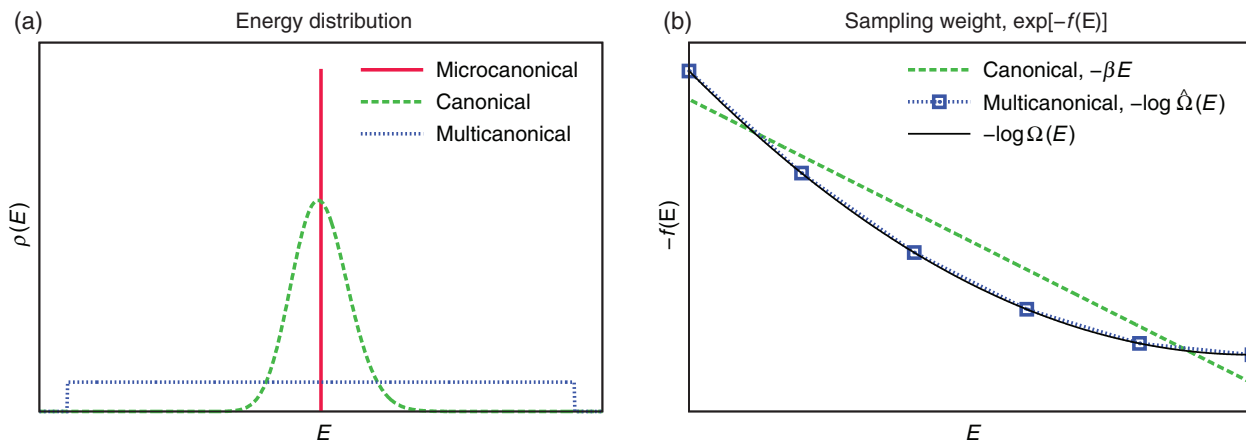 (a)
Energy distribution
Microcanonical
Canonical
Multicanonical
ρ(E)
E
(b)
Sampling weight, exp[−f(E)]
Canonical, −βE
Multicanonical, −log Ω̂(E)
−log Ω(E)
−f(E)
E